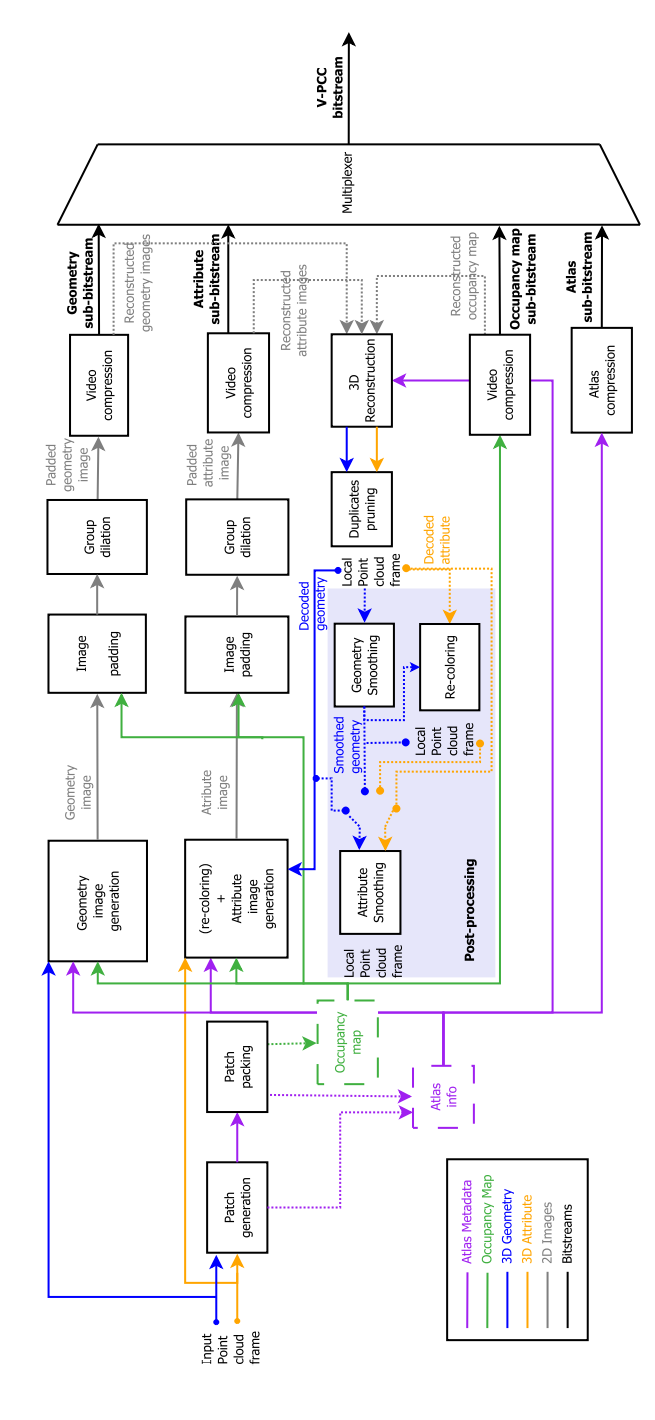 Input
Point
cloud
frame
Patch
generation
Patch
packing
Occupancy
map
Atlas
info
Geometry
image
generation
Geometry
image
Image
padding
Group
dilation
Padded
geometry
image
Video
compression
Geometry
sub-bitstream
Reconstructed
geometry images
(re-coloring)
+
Attribute
image
generation
Atribute
image
Image
padding
Group
dilation
Padded
attribute
image
Video
compression
Attribute
sub-bitstream
Reconstructed
attribute images
Local
Point
cloud
frame
Attribute
Smoothing
Smoothed
geometry
Geometry
Smoothing
Decoded
geometry
Local
Point
cloud
frame
Duplicates
pruning
3D
Reconstruction
Post-processing
Local
Point
cloud
frame
Re-coloring
Decoded
attribute
Video
compression
Reconstructed
occupancy map
Occupancy map
sub-bitstream
Atlas
compression
Atlas
sub-bitstream
Multiplexer
V-PCC
bitstream
Atlas Metadata
Occupancy Map
3D Geometry
3D Attribute
2D Images
Bitstreams